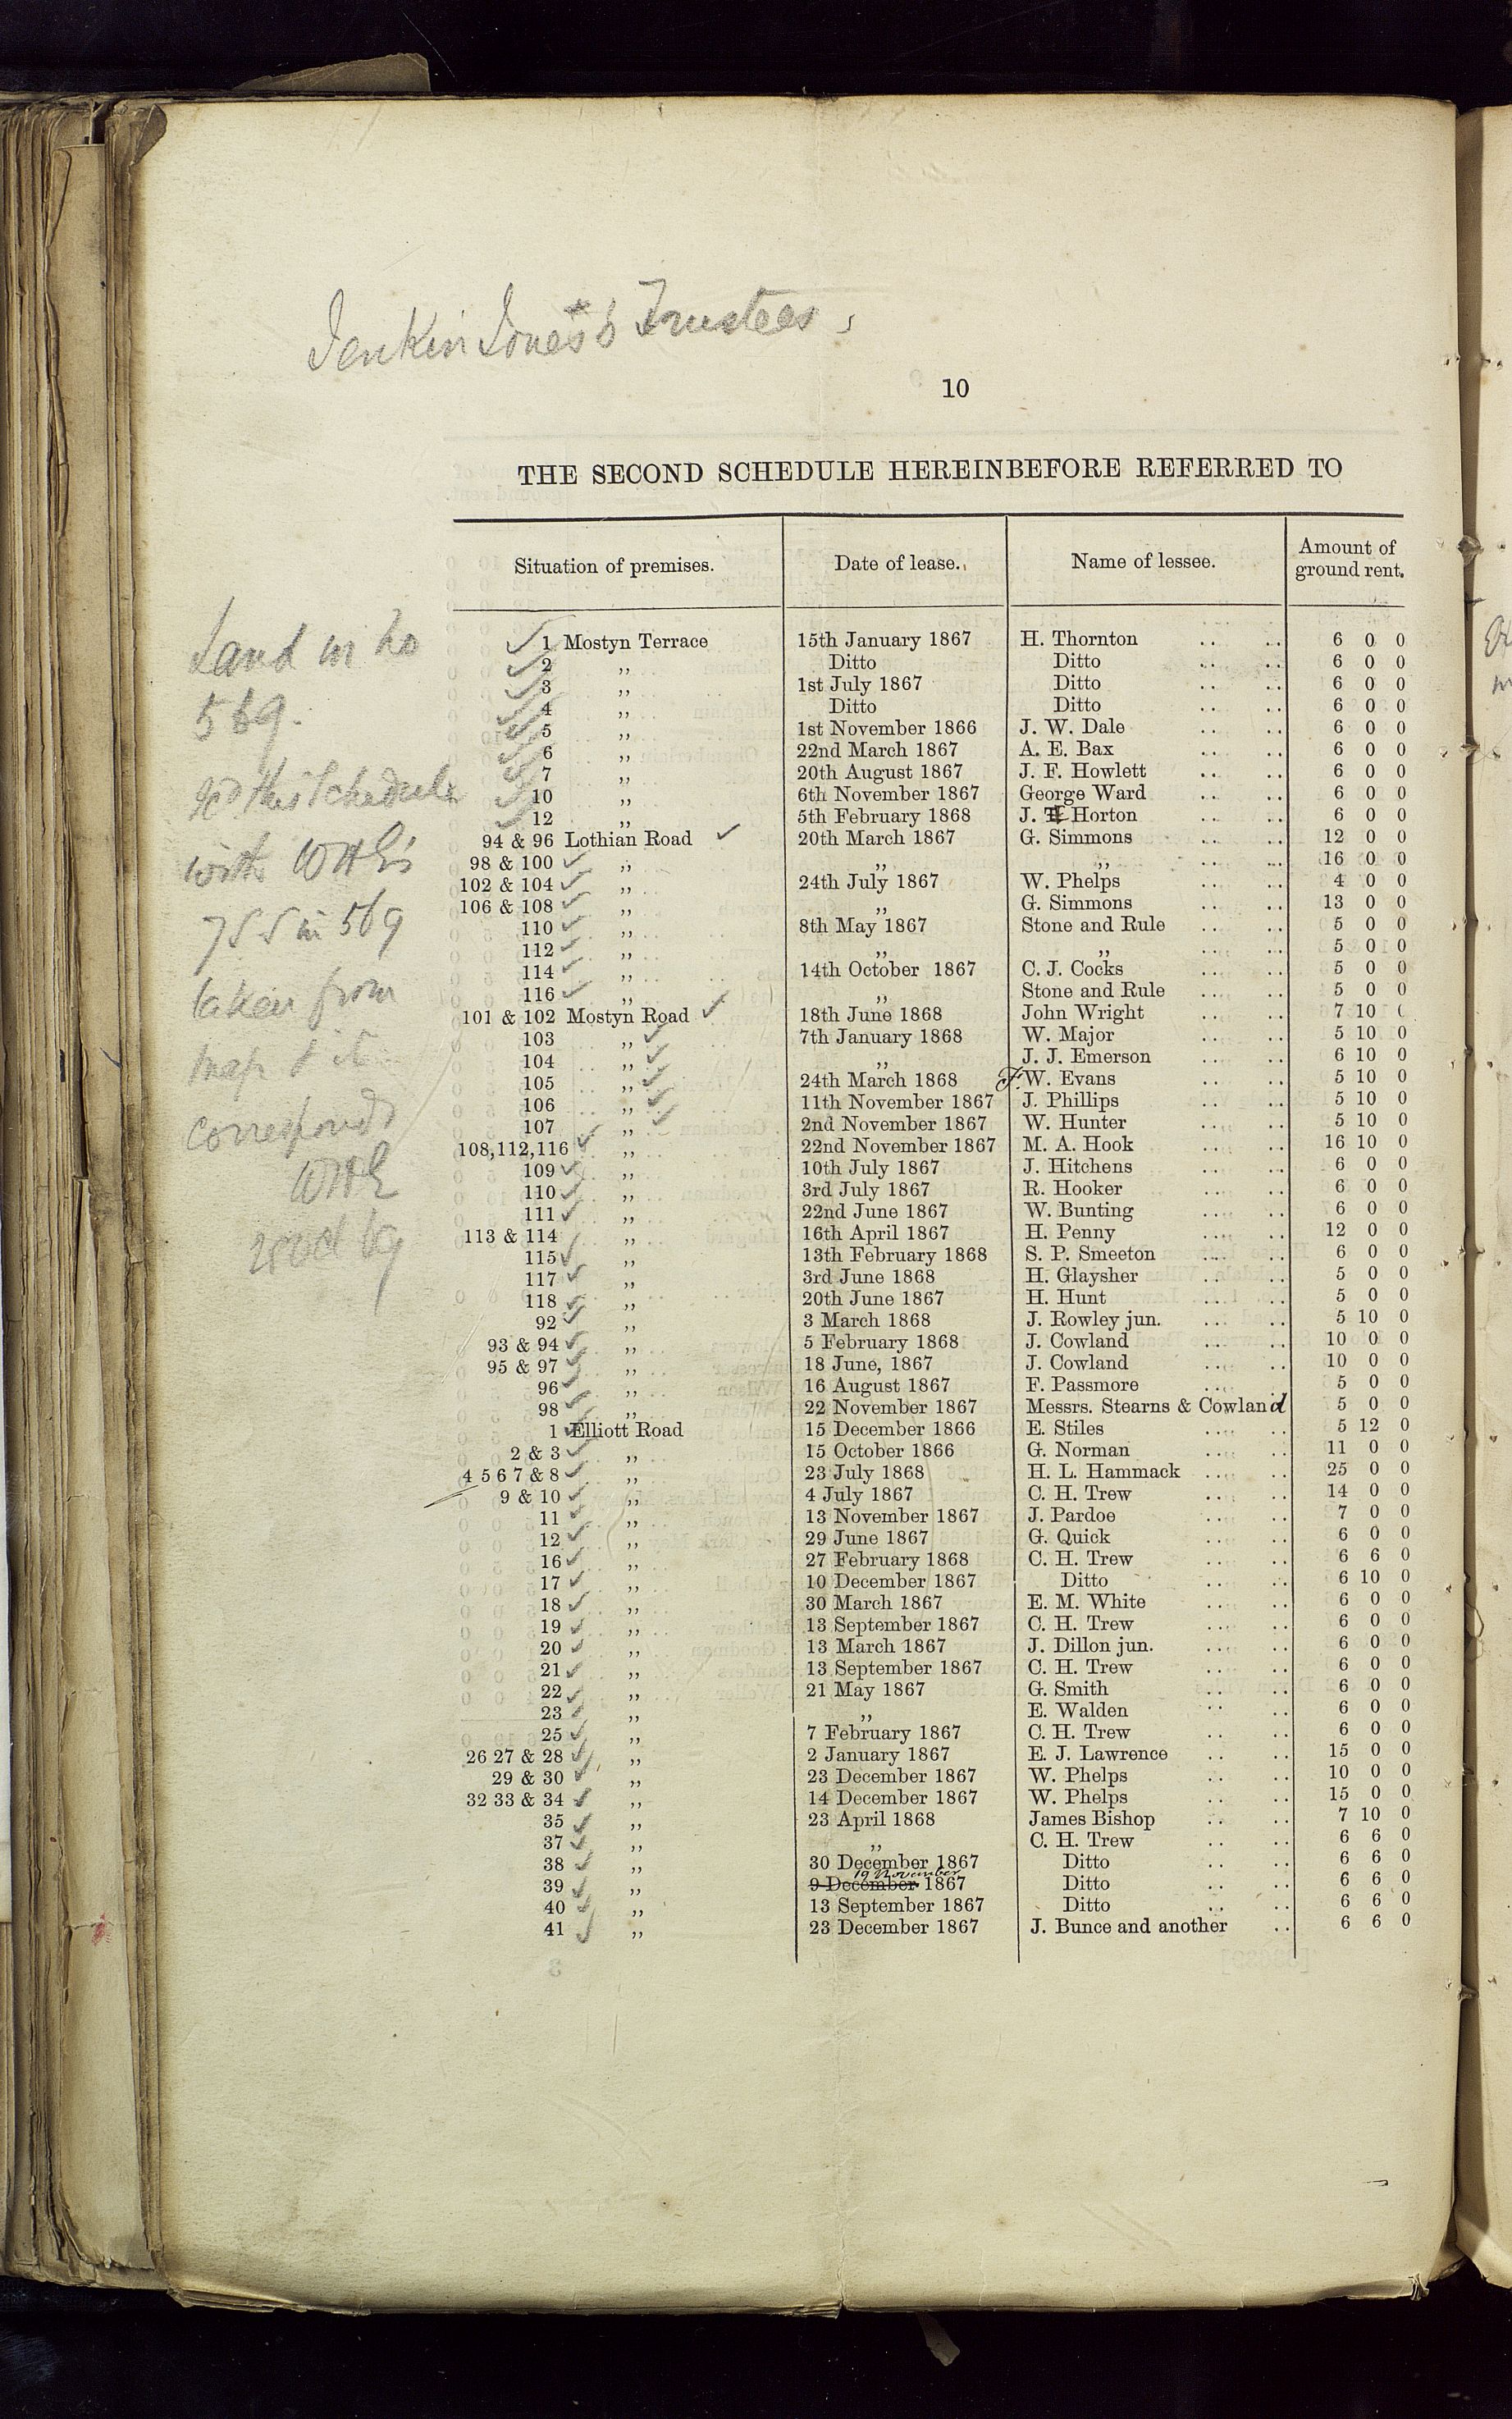 Jenkin Jones's Trustees
10
THE SECOND SCHEDULE HEREINBEFORE REFERRED TO
Situation of premises. Date of lease. Name of lessee. Amount of ground rent.
Land in No
569.
this Schedule
with WHE's
in 569
taken from
map & it
corresponds
WHE
1 Mostyn Terrace 15th January 1867 H. Thornton .. .. 6 0 0
2 ,, Ditto Ditto .. .. 6 0 0
3 ,, 1st July 1867 Ditto .. .. 6 0 0
4 ,, Ditto Ditto .. .. 6 0 0
5 ,, 1st November 1866 J. W. Dale .. .. 6 0 0
6 ,, 22nd March 1867 A. E. Bax .. .. 6 0 0
7 ,, 20th August 1867 J. F. Howlett .. .. 6 0 0
10 ,, 6th November 1867 George Ward .. .. 6 0 0
12 ,, 5th February 1868 J. E Horton .. .. 6 0 0
94 & 96 Lothian Road 20th March 1867 G. Simmons .. .. 12 0 0
98 & 100 ,, ,, ,, .. .. 16 0 0
102 & 104 ,, 24th July 1867 W. Phelps .. .. 4 0 0
106 & 108 ,, ,, G. Simmons .. .. 13 0 0
110 ,, 8th May 1867 Stone and Rule .. .. 5 0 0
112 ,, ,, ,, .. .. 5 0 0
114 ,, 14th October 1867 C. J. Cocks .. .. 5 0 0
116 ,, ,, Stone and Rule .. .. 5 0 0
101 & 102 Mostyn Road 18th June 1868 John Wright .. .. 7 10
103 ,, 7th January 1868 W. Major .. .. 5 10 0
104 ,, ,, J. J. Emerson .. .. 6 10 0
105 ,, 24th March 1868 F. W. Evans .. .. 5 10 0
106 ,, 11th November 1867 J. Phillips .. .. 5 10 0
107 ,, 2nd November 1867 W. Hunter .. .. 5 10 0
108,112,116 ,, 22nd November 1867 M. A. Hook .. .. 16 10 0
109 ,, 10th July 1867 J. Hitchens .. .. 6 0 0
110 ,, 3rd July 1867 R. Hooker .. .. 6 0 0
111 ,, 22nd June 1867 W. Bunting .. .. 6 0 0
113 & 114 ,, 16th April 1867 H. Penny .. .. 12 0 0
115 ,, 13th February 1868 S. P. Smeeton .. .. 6 0 0
117 ,, 3rd June 1868 H. Glaysher .. .. 5 0 0
118 ,, 20th June 1867 H. Hunt .. .. 5 0 0
92 ,, 3 March 1868 J. Rowley jun. .. .. 5 10 0
93 & 94 ,, 5 February 1868 J. Cowland .. .. 10 0 0
95 & 97 ,, 18 June, 1867 J. Cowland .. .. 10 0 0
96 ,, 16 August 1867 F. Passmore .. .. 5 0 0
98 ,, 22 November 1867 Messrs. Stearns & Cowland 5 0 0
1 Elliott Road 15 December 1866 E. Stiles .. .. 5 12 0
2 & 3 ,, 15 October 1866 G. Norman .. .. 11 0 0
4 5 6 7 & 8 ,, 23 July 1868 H. L. Hammack .. .. 25 0 0
9 & 10 ,, 4 July 1867 C. H. Trew .. .. 14 0 0
11 ,, 13 November 1867 J. Pardoe .. .. 7 0 0
12 ,, 29 June 1867 G. Quick .. .. 6 0 0
16 ,, 27 February 1868 C. H. Trew .. .. 6 6 0
17 ,, 10 December 1867 Ditto .. .. 6 10 0
18 ,, 30 March 1867 E. M. White .. .. 6 0 0
19 ,, 13 September 1867 C. H. Trew .. .. 6 0 0
20 ,, 13 March 1867 J. Dillon jun. .. .. 6 0 0
21 ,, 13 September 1867 C. H. Trew .. .. 6 0 0
22 ,, 21 May 1867 G. Smith .. .. 6 0 0
23 ,, ,, E. Walden .. .. 6 0 0
25 ,, 7 February 1867 C. H. Trew .. .. 6 0 0
26 27 & 28 ,, 2 January 1867 E. J. Lawrence .. .. 15 0 0
29 & 30 ,, 23 December 1867 W. Phelps .. .. 10 0 0
32 33 & 34 ,, 14 December 1867 W. Phelps .. .. 15 0 0
35 ,, 23 April 1868 James Bishop .. .. 7 10 0
37 ,, ,, C. H. Trew .. .. 6 6 0
38 ,, 30 December 1867 Ditto .. .. 6 6 0
19 November
39 ,, 9 December 1867 Ditto .. .. 6 6 0
40 ,, 13 September 1867 Ditto .. .. 6 6 0
41 ,, 23 December 1867 J. Bunce and another .. 6 6 0